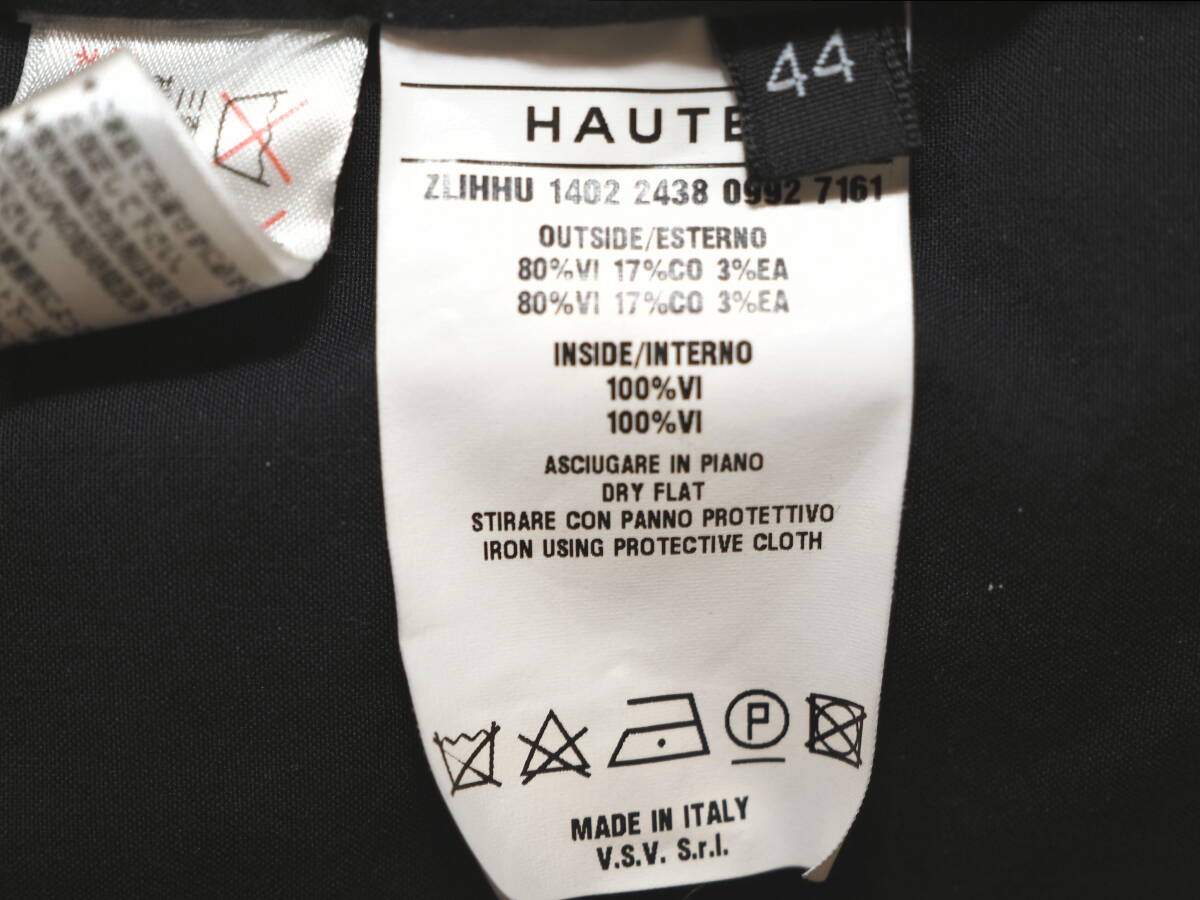 44
HAUTE
ZLIHHU 1402 2438 0992 7161
OUTSIDE/ESTERNO
80%VI 17%CO 3%EA
80%VI 17%CO 3%EA
INSIDE/INTERNO
100%VI
100%VI
ASCIUGARE IN PIANO
DRY FLAT
STIRARE CON PANNO PROTETTIVO
IRON USING PROTECTIVE CLOTH
P
MADE IN ITALY
V.S.V. S.r.l.